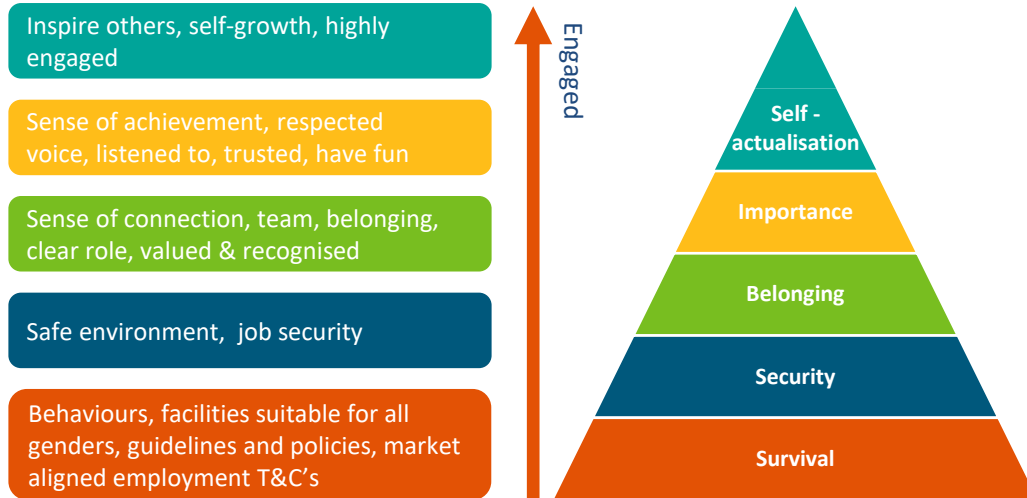 Inspire others, self-growth, highly
engaged
Sense of achievement, respected
voice, listened to, trusted, have fun
Sense of connection, team, belonging,
clear role, valued & recognised
Safe environment,  job security
Behaviours, facilities suitable for all
genders, guidelines and policies, market
aligned employment T&C's
Engaged
Self -
actualisation
Importance
Belonging
Security
Survival